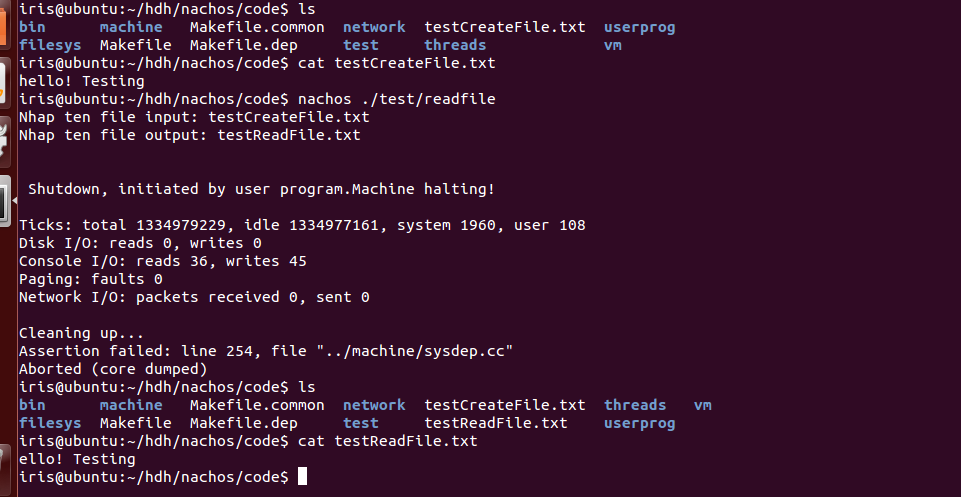 iris@ubuntu:~/hdh/nachos/code$ ls
bin machine Makefile.common network testCreateFile.txt userprog
filesys Makefile Makefile.dep test threads vm
iris@ubuntu:~/hdh/nachos/code$ cat testCreateFile.txt
hello! Testing
iris@ubuntu:~/hdh/nachos/code$ nachos ./test/readfile
Nhap ten file input: testCreateFile.txt
Nhap ten file output: testReadFile.txt
Shutdown, initiated by user program.Machine halting!
Ticks: total 1334979229, idle 1334977161, system 1960, user 108
Disk I/O: reads 0, writes 0
Console I/O: reads 36, writes 45
Paging: faults 0
Network I/O: packets received 0, sent 0
Cleaning up...
Assertion failed: line 254, file "../machine/sysdep.cc"
Aborted (core dumped)
iris@ubuntu:~/hdh/nachos/code$ ls
bin machine Makefile.common network testCreateFile.txt threads vm
filesys Makefile Makefile.dep test testReadFile.txt userprog
iris@ubuntu:~/hdh/nachos/code$ cat testReadFile.txt
ello! Testing
iris@ubuntu:~/hdh/nachos/code$